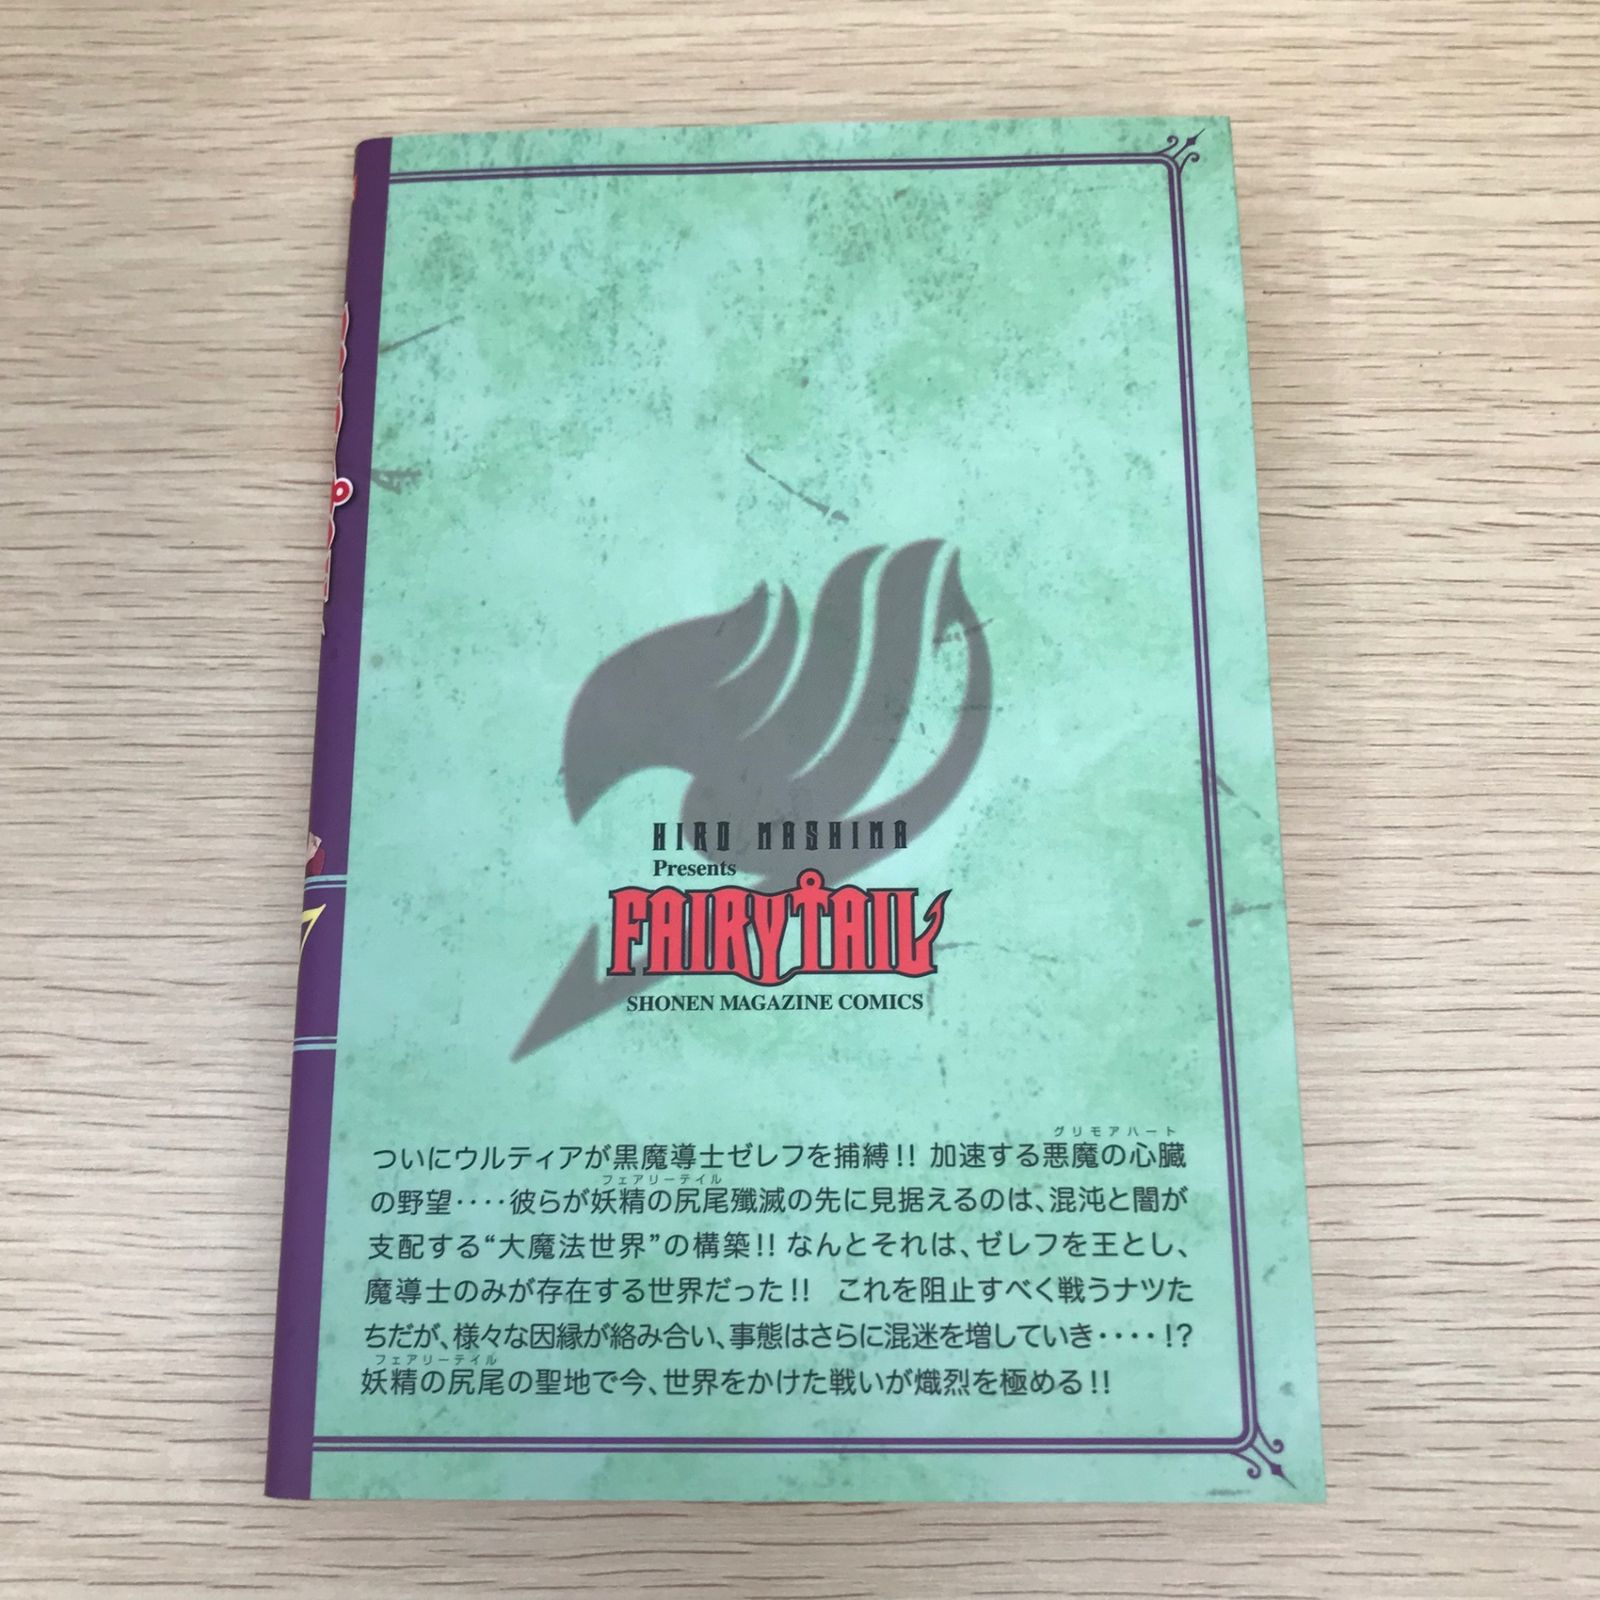 HIRO MASHIMA
Presents
FAIRY TAIL
SHONEN MAGAZINE COMICS
グリモアハート
ついにウルティアが黒魔導士ゼレフを捕縛!! 加速する悪魔の心臓
フェアリーテイル
の野望‥‥彼らが妖精の尻尾殲滅の先に見据えるのは、混沌と闇が
支配する“大魔法世界”の構築!! なんとそれは、ゼレフを王とし、
魔導士のみが存在する世界だった!! これを阻止すべく戦うナツた
ちだが、様々な因縁が絡み合い、事態はさらに混迷を増していき‥‥!?
フェアリーテイル
妖精の尻尾の聖地で今、世界をかけた戦いが熾烈を極める!!